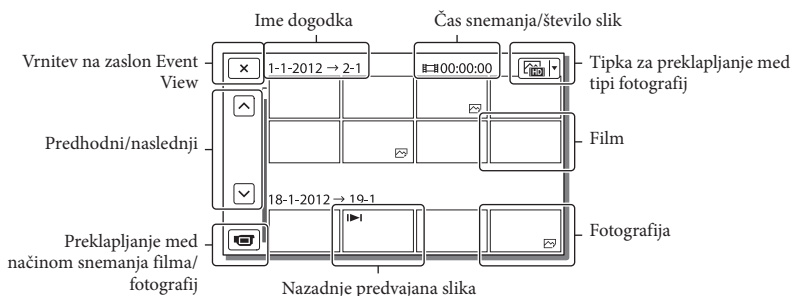 Ime dogodka
Čas snemanja/število slik
Vrnitev na zaslon Event
View
1-1-2012 → 2-1
00:00:00
HD
Tipka za preklapljanje med
tipi fotografij
Predhodni/naslednji
Film
18-1-2012 → 19-1
Preklapljanje med
načinom snemanja filma/
fotografij
Fotografija
Nazadnje predvajana slika